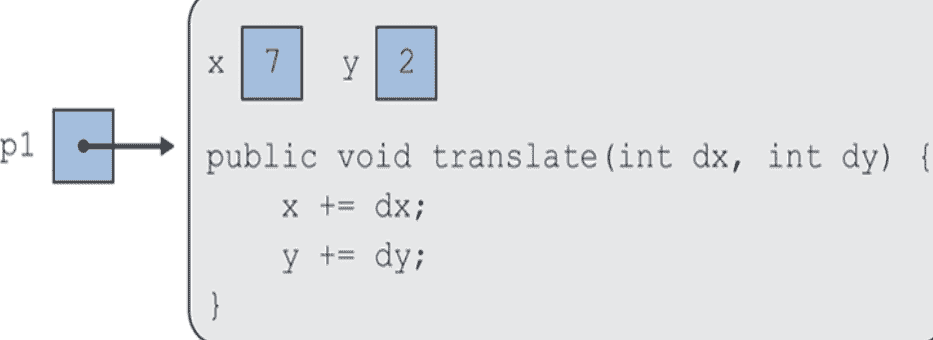 x 7 y 2
p1
public void translate(int dx, int dy) {
x += dx;
y += dy;
}